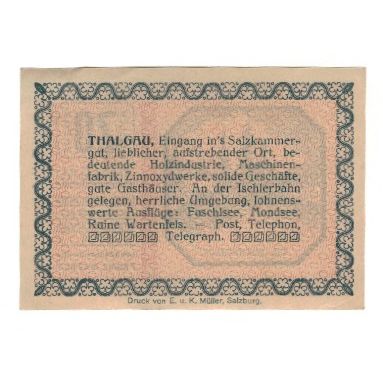 THALGAU, Eingang in's Salzkammer-
gut, lieblicher, aufstrebender Ort, be-
deutende Holzindustrie, Maschinen-
fabrik, Zinnoxydwerke, solide Geschäfte,
gute Gasthäuser. An der Ischlerbahn
gelegen, herrliche Umgebung, lohnens-
werte Ausflüge: Fuschlsee, Mondsee,
Ruine Wartenfels. — Post, Telephon,
Telegraph.
Druck von E. u. K. Müller, Salzburg.